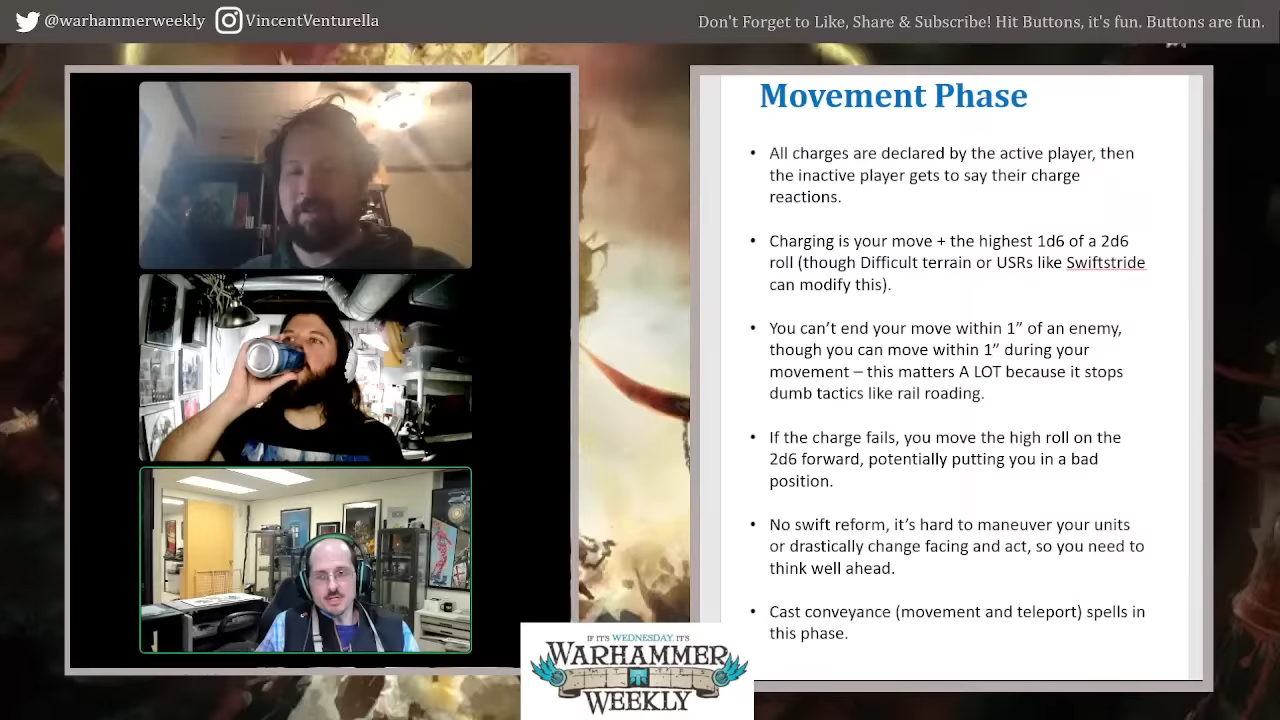 @warhammerweekly VincentVenturella
Don't Forget to Like, Share & Subscribe! Hit Buttons, it's fun. Buttons are fun.
Movement Phase
• All charges are declared by the active player, then
the inactive player gets to say their charge
reactions.
• Charging is your move + the highest 1d6 of a 2d6
roll (though Difficult terrain or USRs like Swiftstride
can modify this).
• You can’t end your move within 1” of an enemy,
though you can move within 1” during your
movement – this matters A LOT because it stops
dumb tactics like rail roading.
• If the charge fails, you move the high roll on the
2d6 forward, potentially putting you in a bad
position.
• No swift reform, it’s hard to maneuver your units
or drastically change facing and act, so you need to
think well ahead.
• Cast conveyance (movement and teleport) spells in
this phase.
IF IT'S WEDNESDAY, IT'S
WARHAMMER
WEEKLY